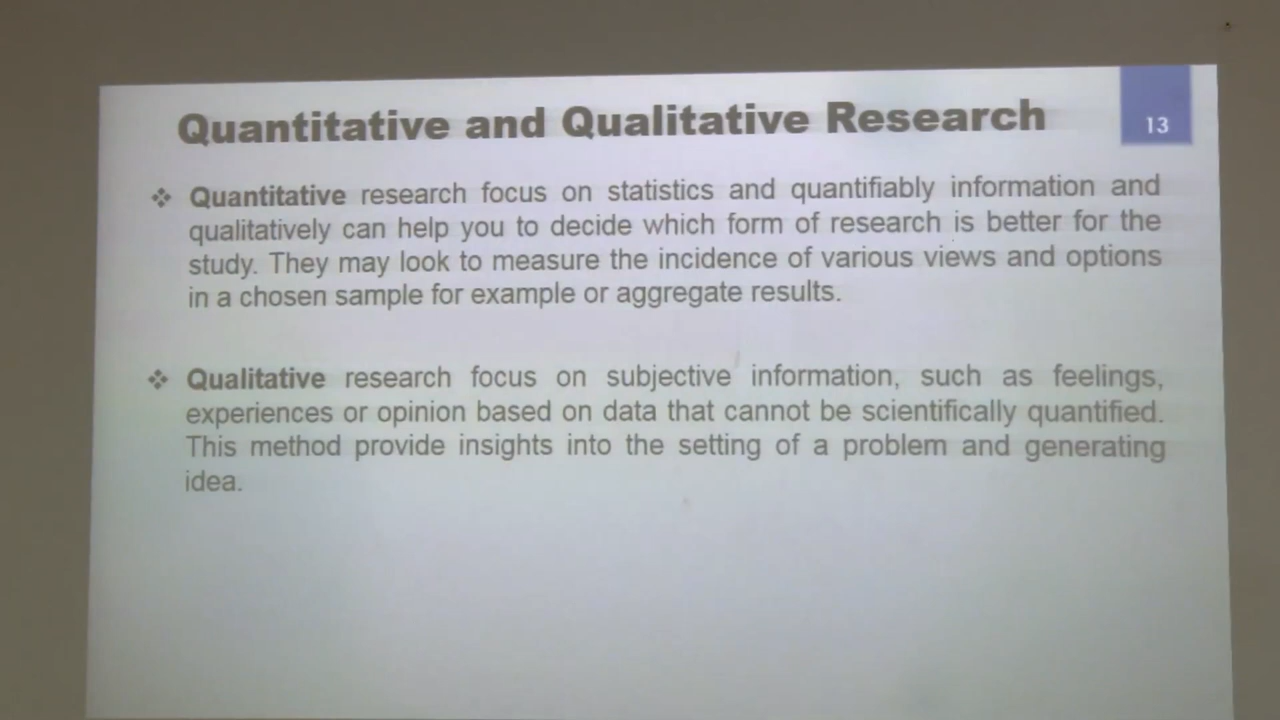 Quantitative and Qualitative Research
13
❖ Quantitative research focus on statistics and quantifiably information and
qualitatively can help you to decide which form of research is better for the
study. They may look to measure the incidence of various views and options
in a chosen sample for example or aggregate results.
❖ Qualitative research focus on subjective information, such as feelings,
experiences or opinion based on data that cannot be scientifically quantified.
This method provide insights into the setting of a problem and generating
idea.